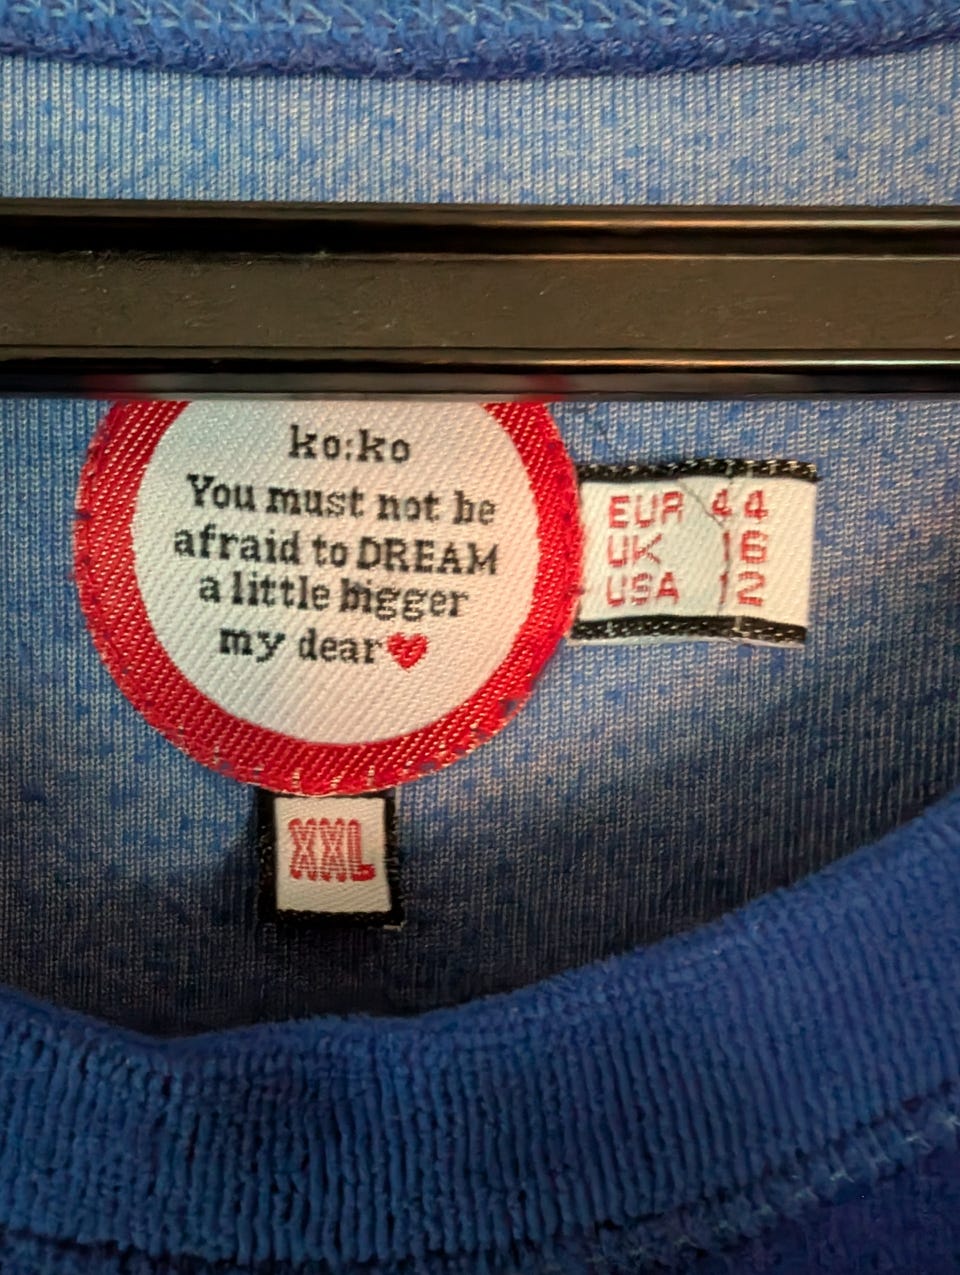 ko:ko
You must not be
afraid to DREAM
a little bigger
my dear♥
EUR 44
UK 16
USA 12
XXL